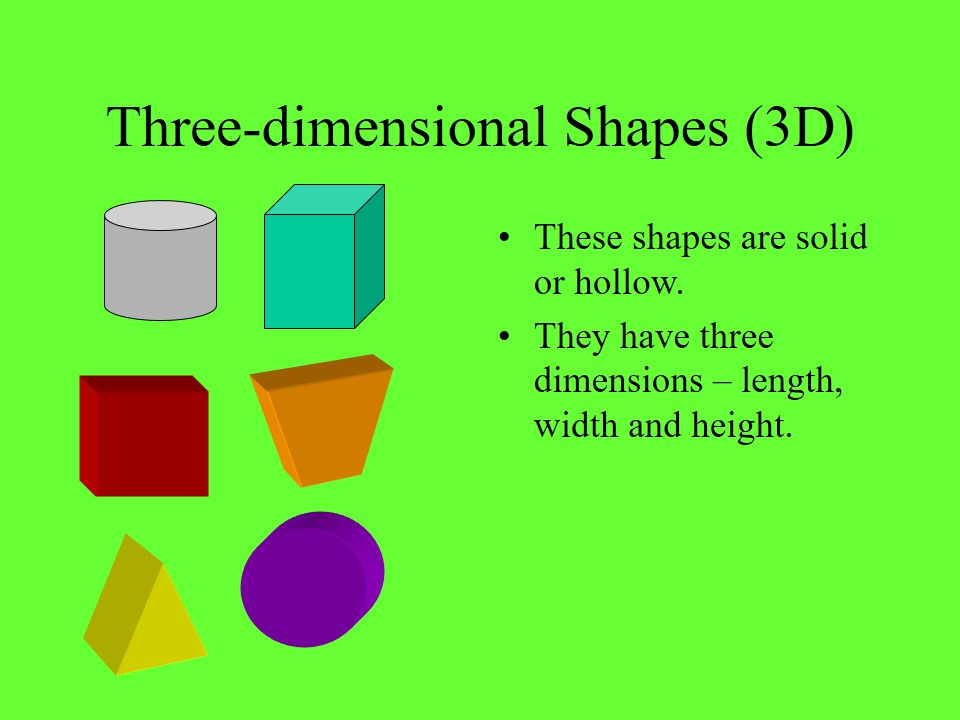 Three-dimensional Shapes (3D)
• These shapes are solid
or hollow.
• They have three
dimensions – length,
width and height.